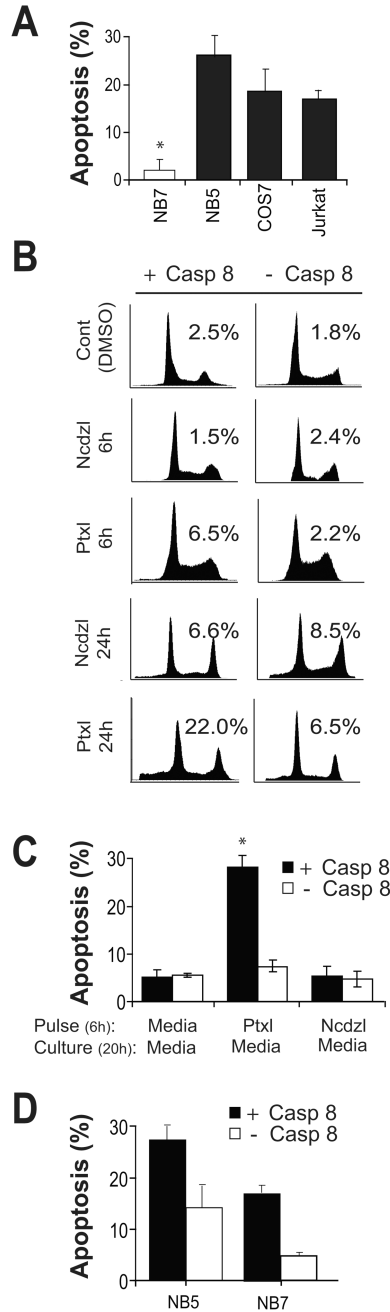 A
Apoptosis (%)
30
20
10
0
*
NB7
NB5
COS7
Jurkat
B
+ Casp 8
- Casp 8
Cont
(DMSO)
2.5%
1.8%
Ncdzl
6h
1.5%
2.4%
Ptxl
6h
6.5%
2.2%
Ncdzl
24h
6.6%
8.5%
Ptxl
24h
22.0%
6.5%
C
Apoptosis (%)
30
10
0
*
+ Casp 8
- Casp 8
Pulse (6h): Media Ptxl Ncdzl
Culture (20h): Media Media Media
D
Apoptosis (%)
30
20
10
0
+ Casp 8
- Casp 8
NB5
NB7